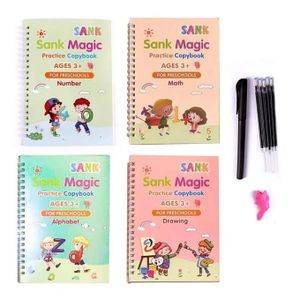 SANK
Sank Magic
Practice Copybook
AGES 3+
FOR PRESCHOOLS
Number
SANK
Sank Magic
Practice Copybook
AGES 3+
FOR PRESCHOOLS
Math
SANK
Sank Magic
Practice Copybook
AGES 3+
FOR PRESCHOOLS
Alphabet
SANK
Sank Magic
Practice Copybook
AGES 3+
FOR PRESCHOOLS
Drawing